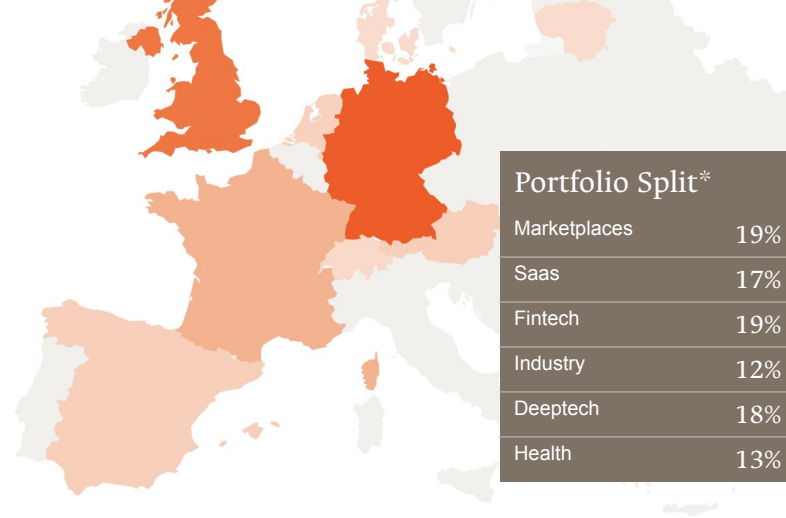 Portfolio Split*
Marketplaces 19%
Saas 17%
Fintech 19%
Industry 12%
Deeptech 18%
Health 13%